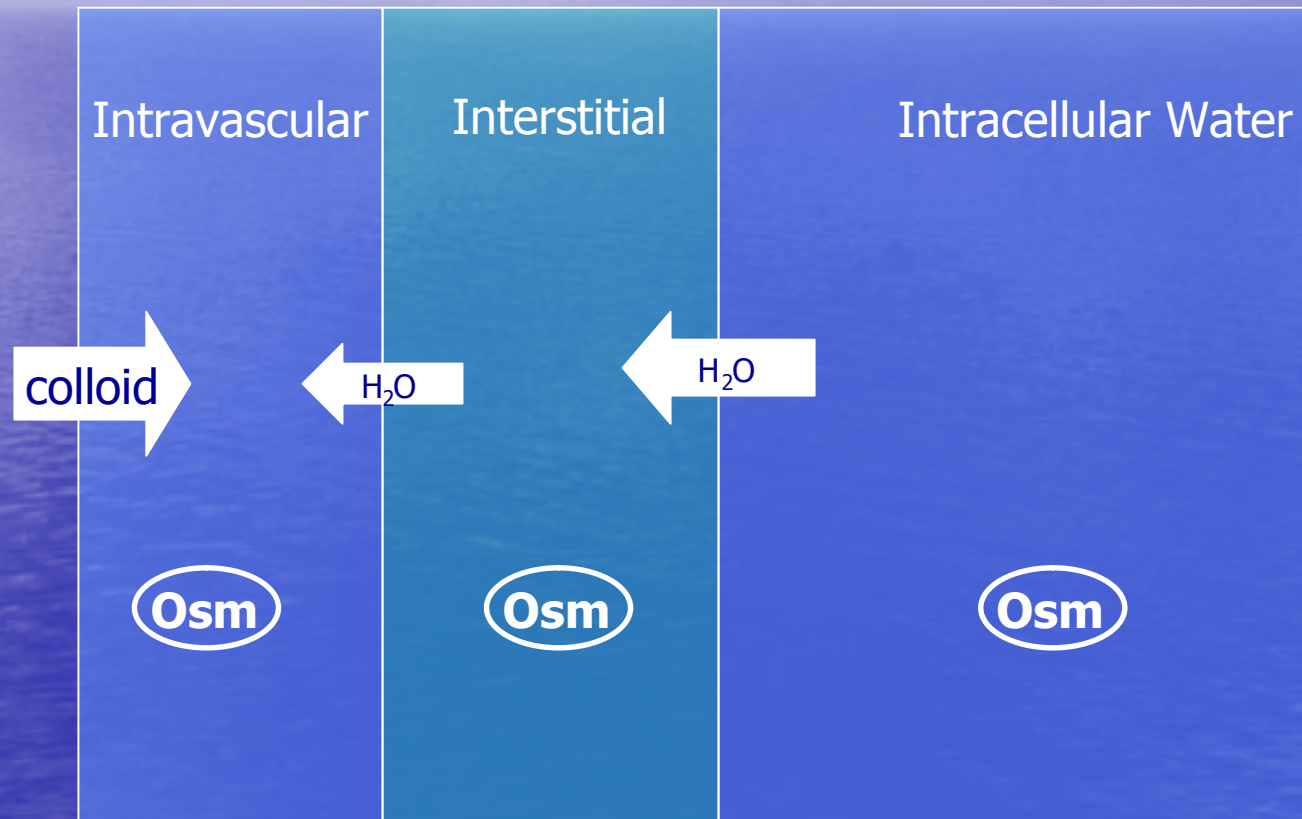 Intravascular
Interstitial
Intracellular Water
colloid
H₂O
H₂O
Osm
Osm
Osm